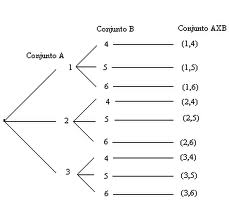 Conjunto B Conjunto AXB
Conjunto A
4 (1,4)
1 5 (1,5)
6 (1,6)
4 (2,4)
2 5 (2,5)
6 (2,6)
4 (3,4)
3 5 (3,5)
6 (3,6)